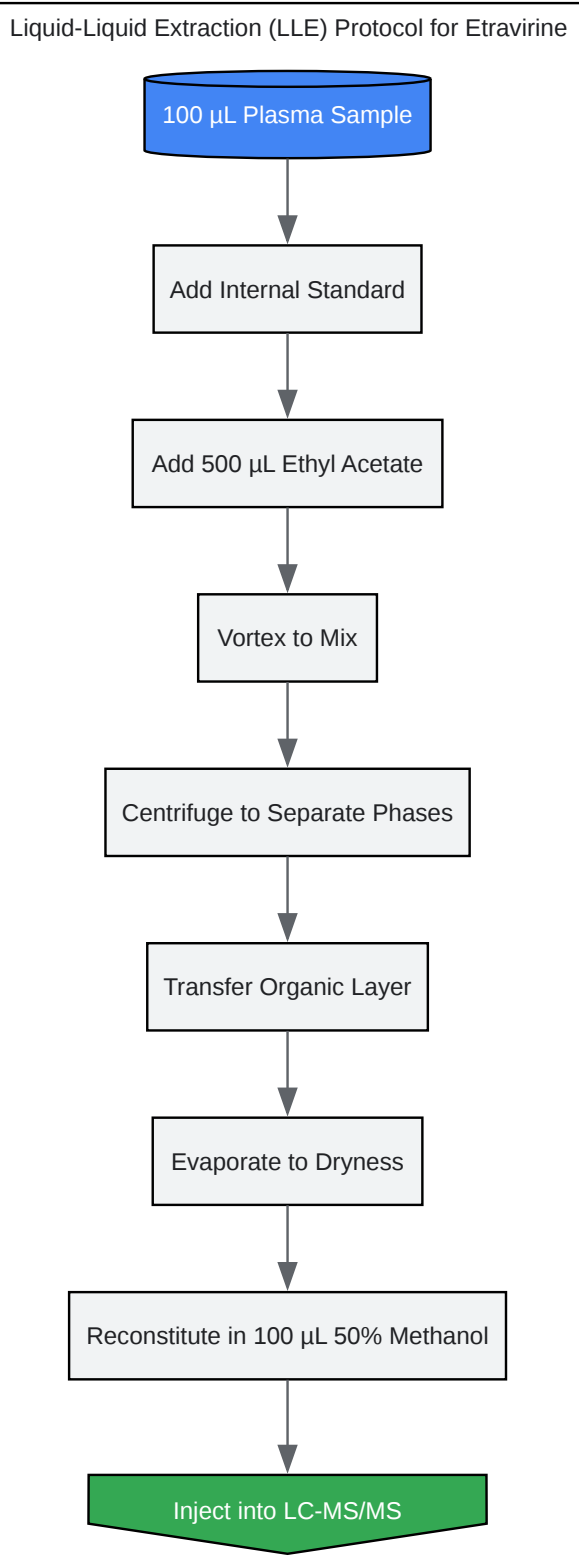 Liquid-Liquid Extraction (LLE) Protocol for Etravirine
100 µL Plasma Sample
Add Internal Standard
Add 500 µL Ethyl Acetate
Vortex to Mix
Centrifuge to Separate Phases
Transfer Organic Layer
Evaporate to Dryness
Reconstitute in 100 µL 50% Methanol
Inject into LC-MS/MS